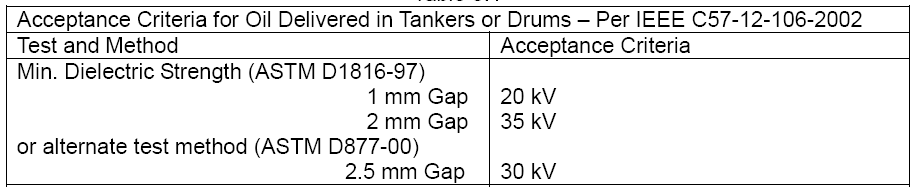 Acceptance Criteria for Oil Delivered in Tankers or Drums – Per IEEE C57-12-106-2002
Test and Method Acceptance Criteria
Min. Dielectric Strength (ASTM D1816-97)
1 mm Gap 20 kV
2 mm Gap 35 kV
or alternate test method (ASTM D877-00)
2.5 mm Gap 30 kV